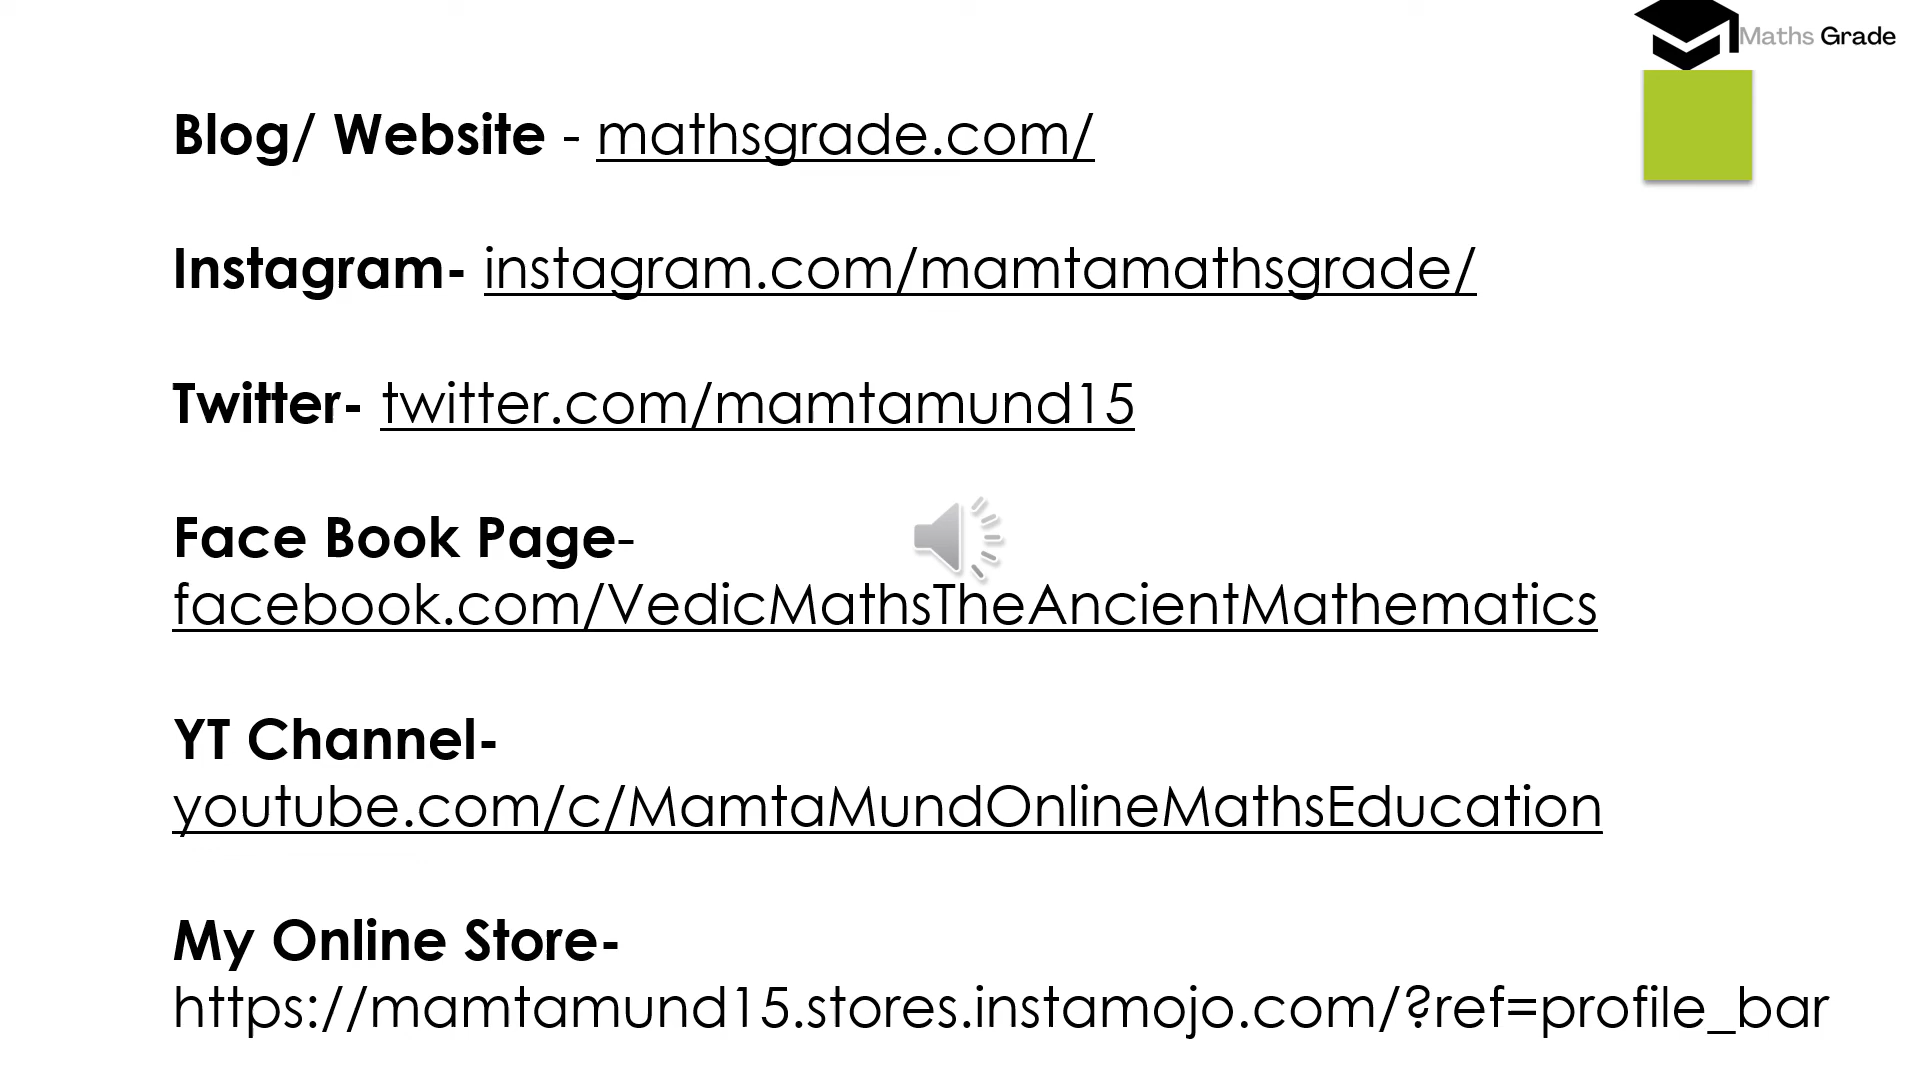 Maths Grade
Blog/ Website - mathsgrade.com/
Instagram- instagram.com/mamtamathsgrade/
Twitter- twitter.com/mamtamund15
Face Book Page-
facebook.com/VedicMathsTheAncientMathematics
YT Channel-
youtube.com/c/MamtaMundOnlineMathsEducation
My Online Store-
https://mamtamund15.stores.instamojo.com/?ref=profile_bar